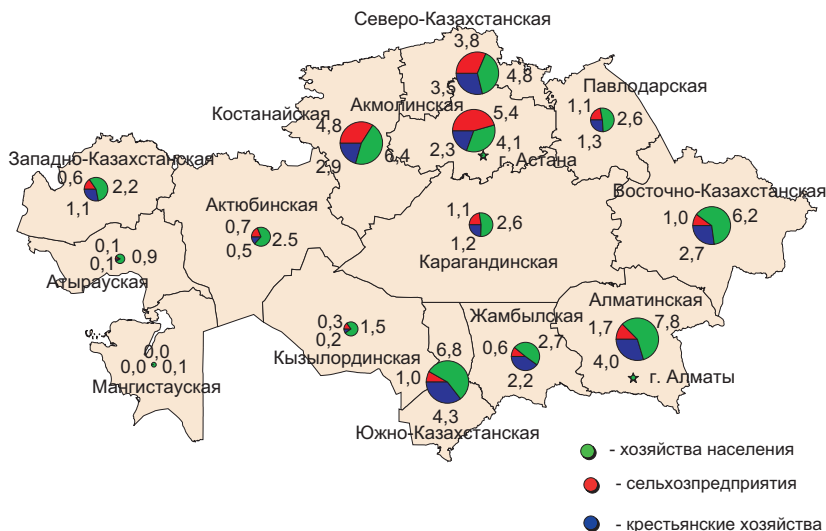 Северо-Казахстанская
3,8
3,5
4,8
Павлодарская
1,1
2,6
1,3
Костанайская
4,8
2,9
6,4
Акмолинская
5,4
2,3
4,1
г. Астана
Западно-Казахстанская
0,6
2,2
1,1
Актюбинская
0,7
2.5
0,5
1,1
2,6
1,2
Карагандинская
Восточно-Казахстанская
1,0
6,2
2,7
0,1
0,1
0,9
Атырауская
0,0
0,0
0,1
Мангистауская
0,3
1,5
0,2
Кызылординская
6,8
1,0
4,3
Южно-Казахстанская
Жамбылская
0,6
2,7
2,2
Алматинская
1,7
7,8
4,0
г. Алматы
- хозяйства населения
- сельхозпредприятия
- крестьянские хозяйства